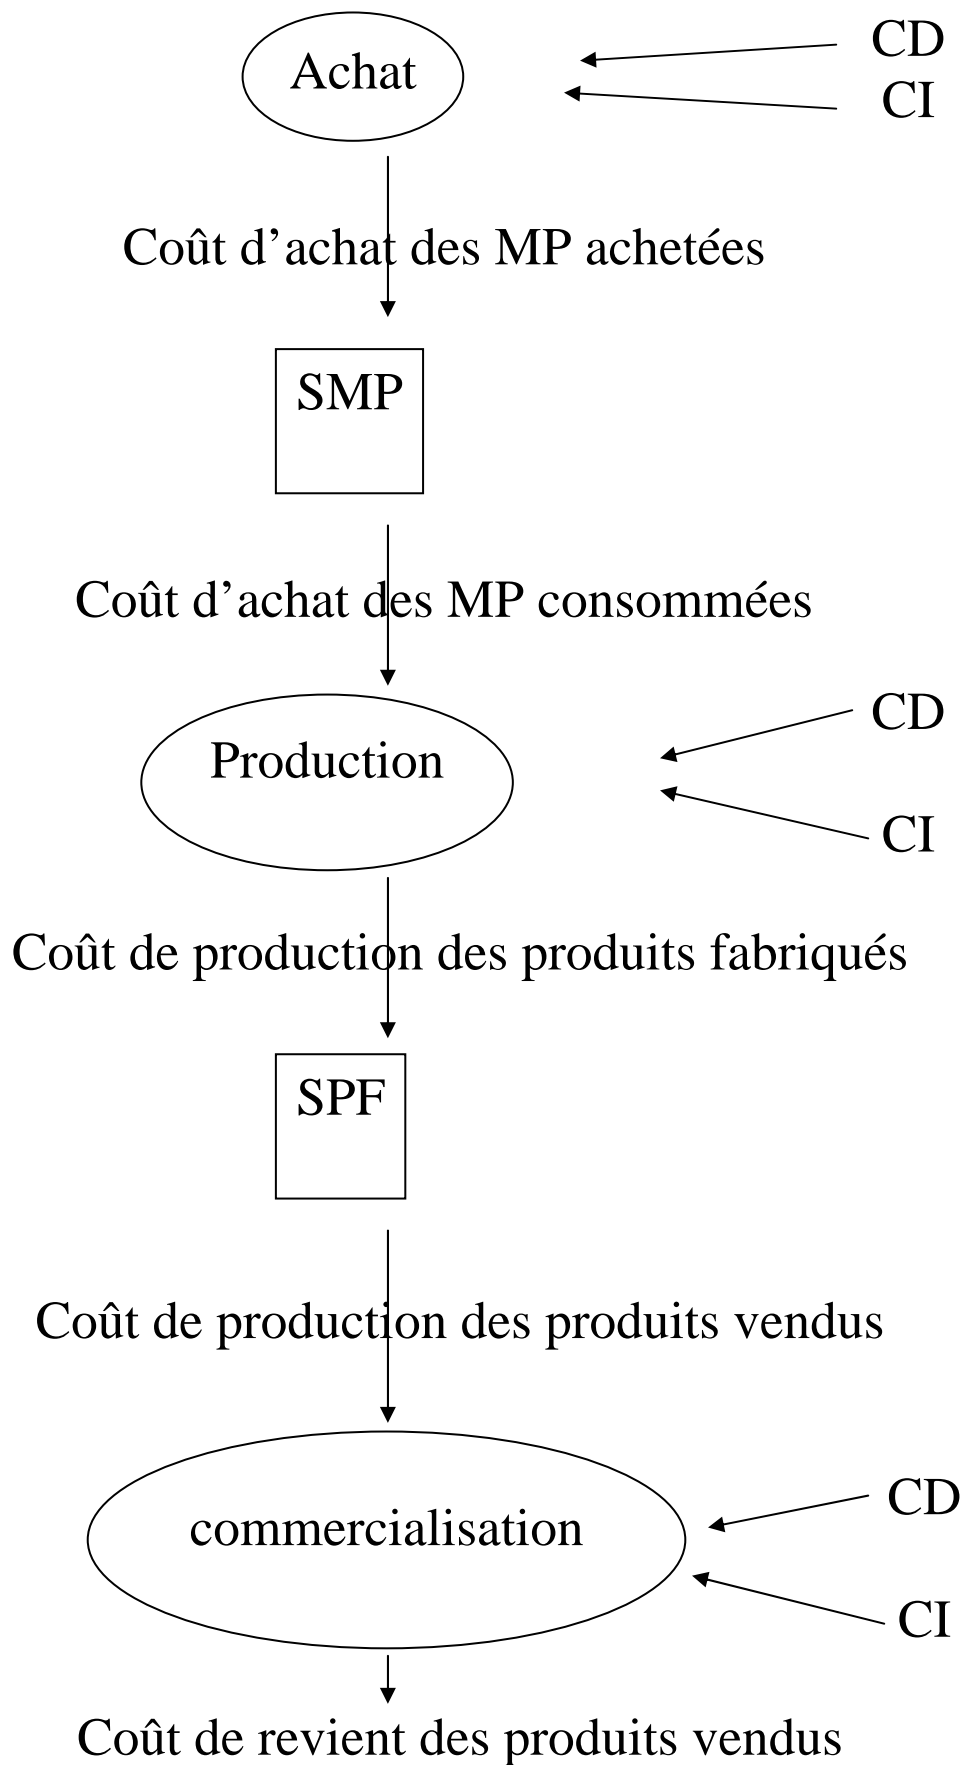 Achat
CD
CI
Coût d’achat des MP achetées
SMP
Coût d’achat des MP consommées
CD
Production
CI
Coût de production des produits fabriqués
SPF
Coût de production des produits vendus
CD
commercialisation
CI
Coût de revient des produits vendus